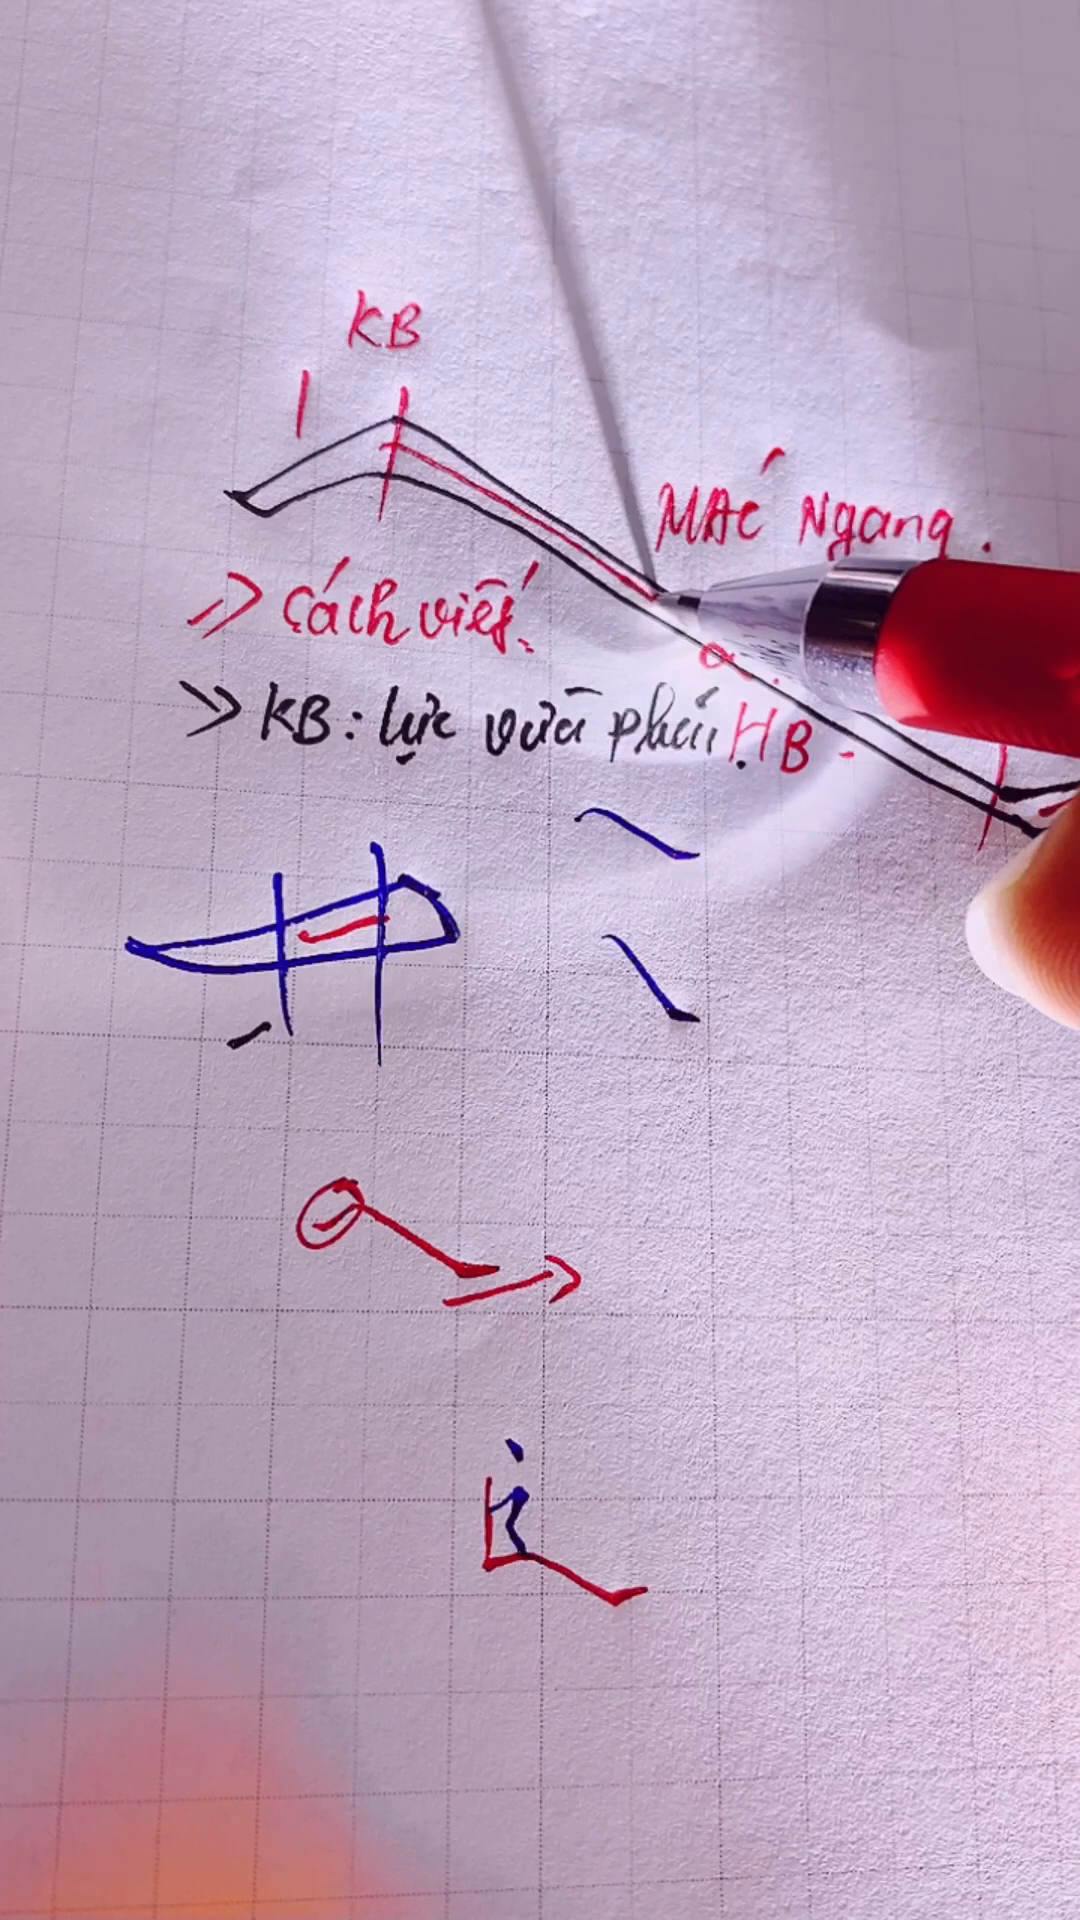 KB
MÁC Ngang.
=> Cách viết.
>> KB: lực vừa phải HB -